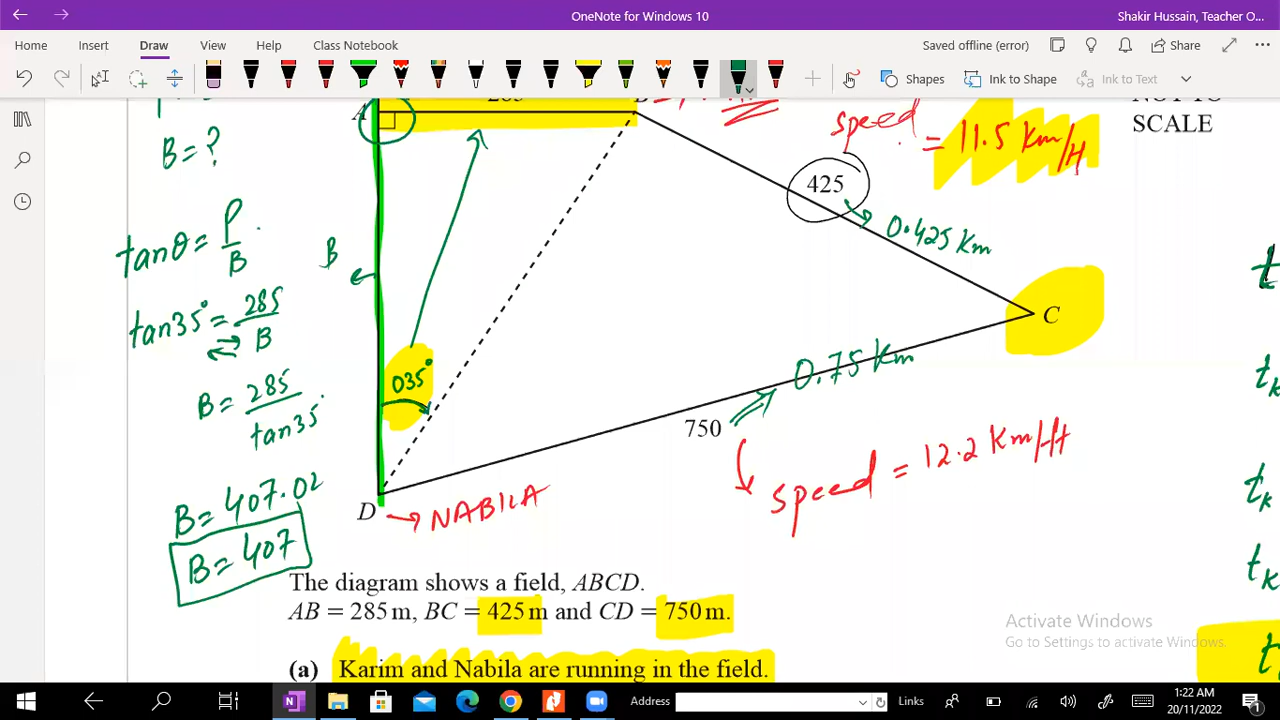 OneNote for Windows 10
Shakir Hussain, Teacher O...
Home Insert Draw View Help Class Notebook
Saved offline (error) Share
Shapes Ink to Shape Ink to Text
A
SCALE
B=?
speed
= 11.5 Km/H
425
0.425 Km
tanθ = P/B
B
tan35° = 285/B
C
035°
0.75 Km
B = 285/tan35°
750
speed = 12.2 Km/H
B = 407.02
D → NABILA
B = 407
The diagram shows a field, ABCD.
AB = 285 m, BC = 425 m and CD = 750 m.
Activate Windows
Go to Settings to activate Windows.
(a) Karim and Nabila are running in the field.
Address Links
1:22 AM
20/11/2022